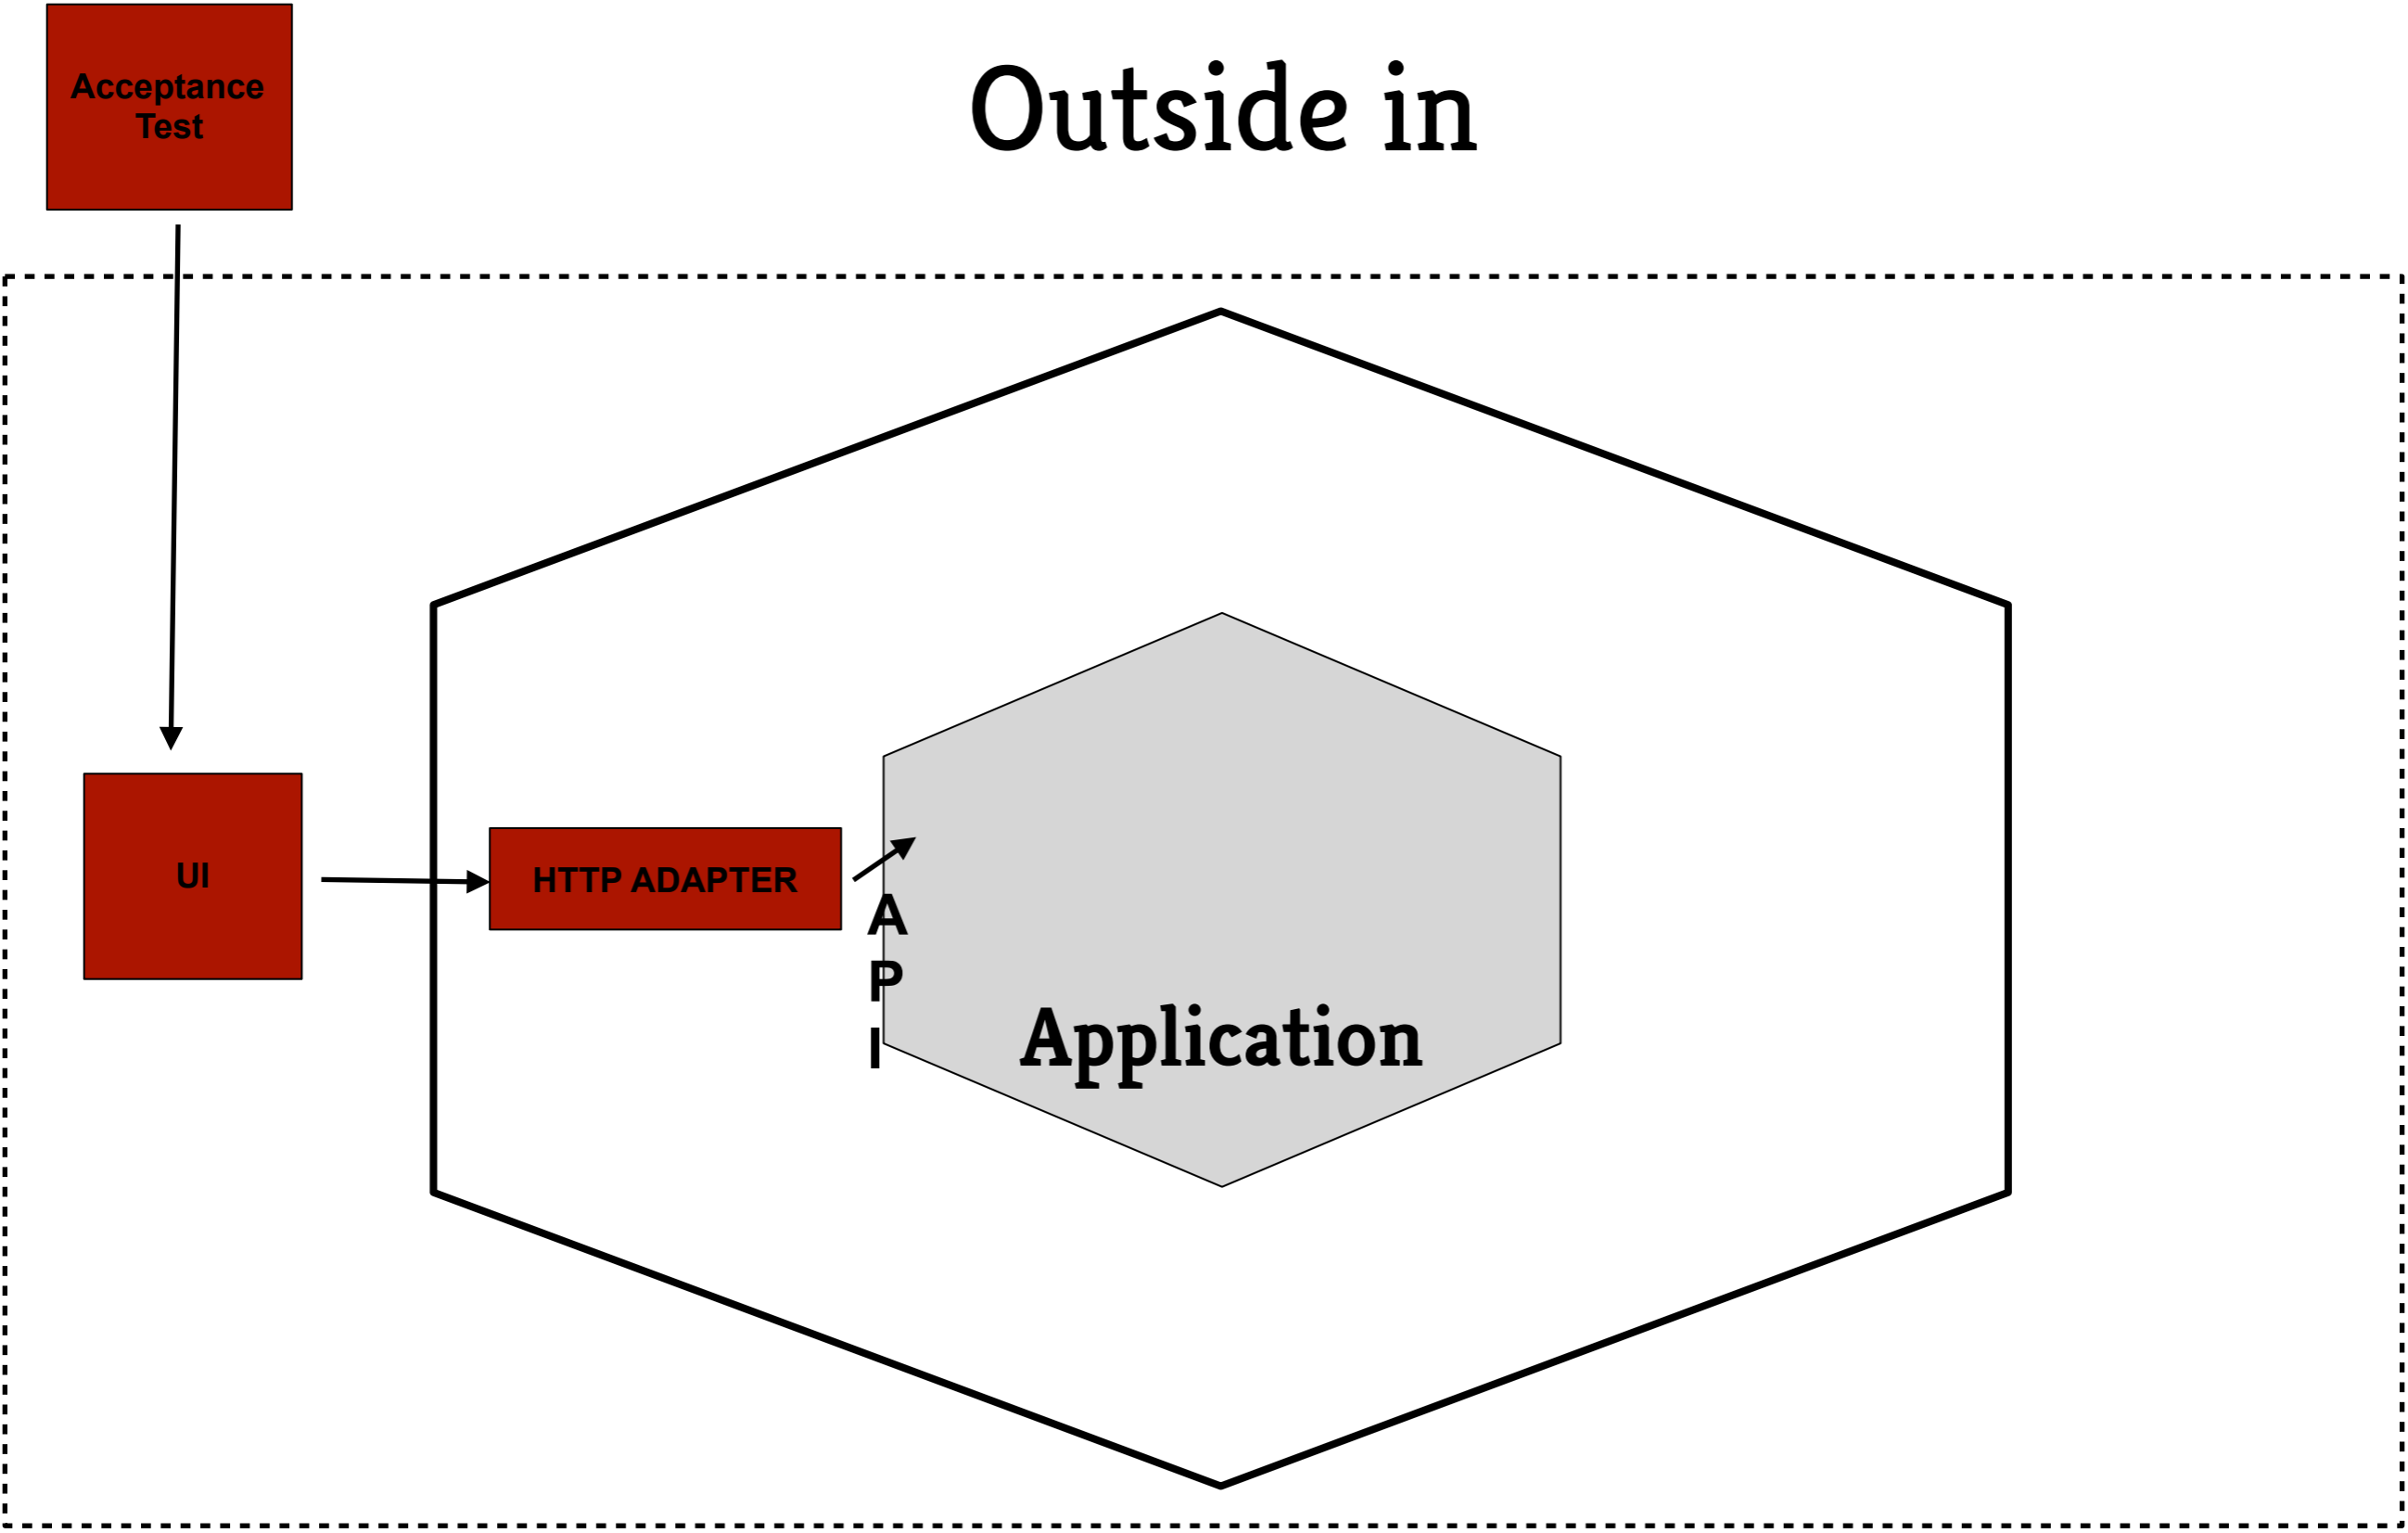 Acceptance
Test
Outside in
UI
HTTP ADAPTER
A
P
I
Application